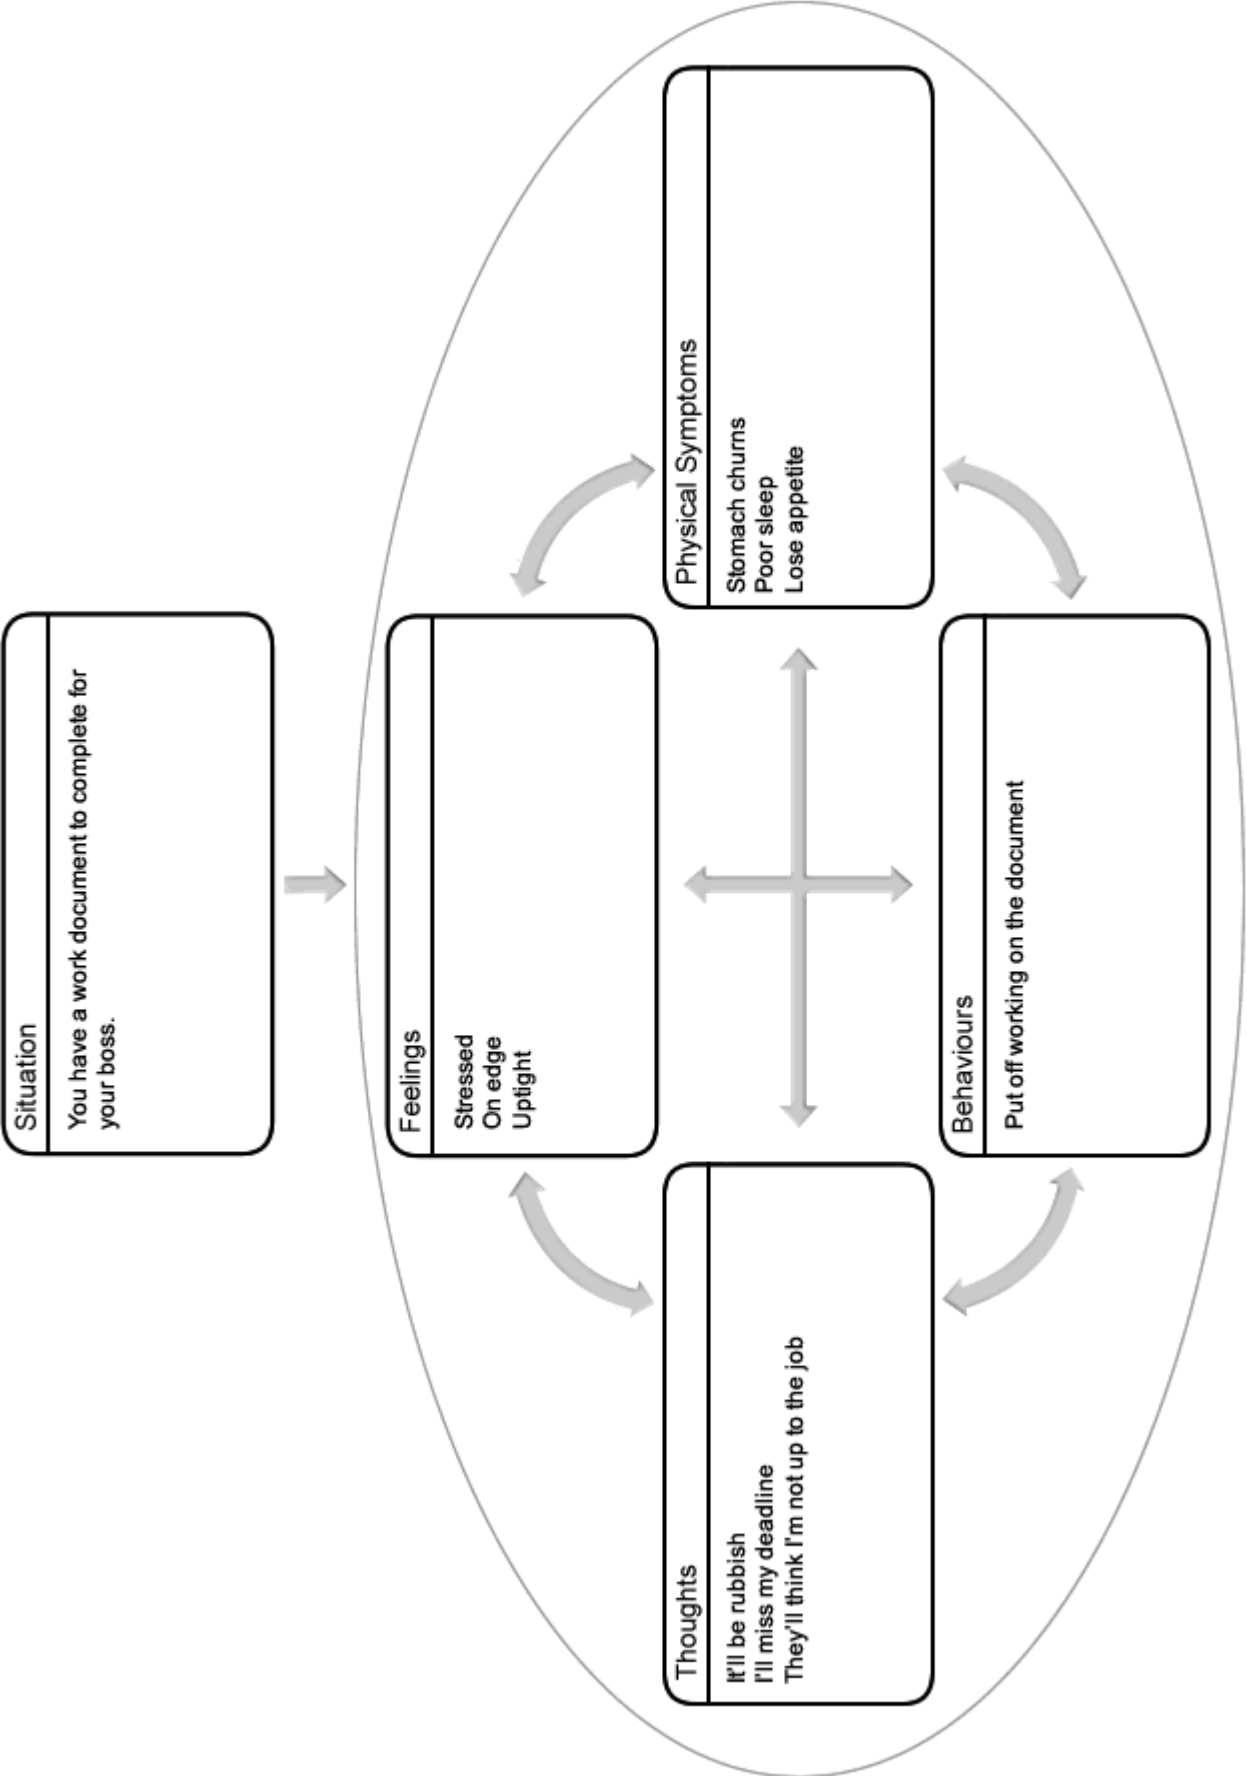 Situation
You have a work document to complete for
your boss.
Feelings
Stressed
On edge
Uptight
Thoughts
It'll be rubbish
I'll miss my deadline
They'll think I'm not up to the job
Physical Symptoms
Stomach churns
Poor sleep
Lose appetite
Behaviours
Put off working on the document